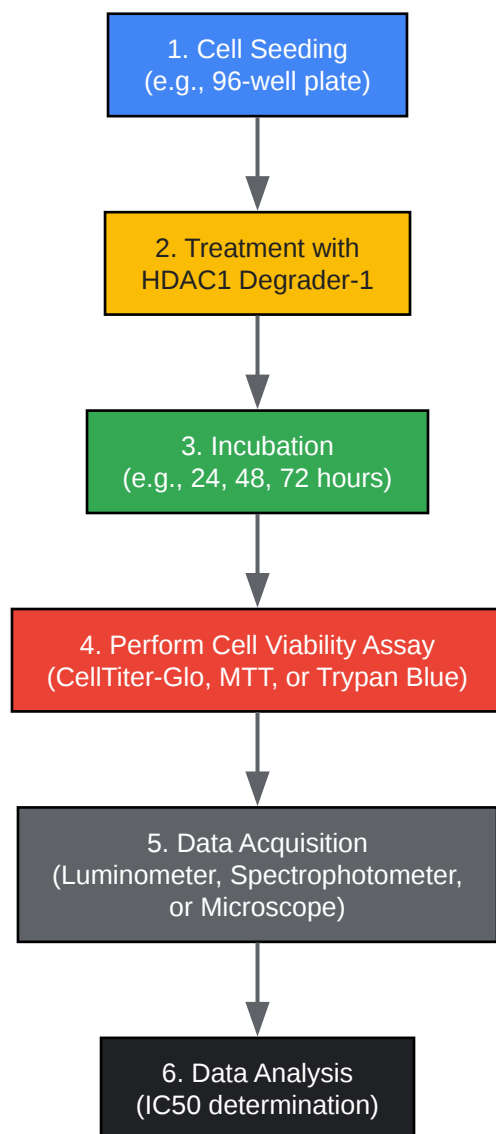 1. Cell Seeding
(e.g., 96-well plate)
2. Treatment with
HDAC1 Degrader-1
3. Incubation
(e.g., 24, 48, 72 hours)
4. Perform Cell Viability Assay
(CellTiter-Glo, MTT, or Trypan Blue)
5. Data Acquisition
(Luminometer, Spectrophotometer,
or Microscope)
6. Data Analysis
(IC50 determination)